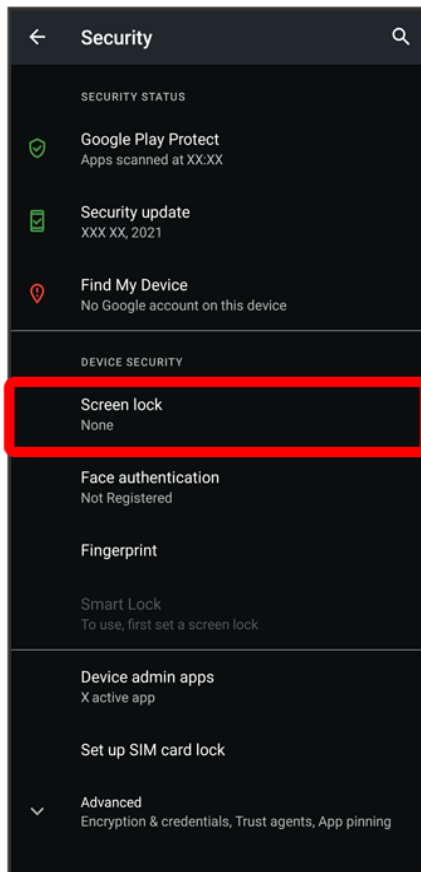 Security
SECURITY STATUS
Google Play Protect
Apps scanned at XX:XX
Security update
XXX XX, 2021
Find My Device
No Google account on this device
DEVICE SECURITY
Screen lock
None
Face authentication
Not Registered
Fingerprint
Smart Lock
To use, first set a screen lock
Device admin apps
X active app
Set up SIM card lock
Advanced
Encryption & credentials, Trust agents, App pinning